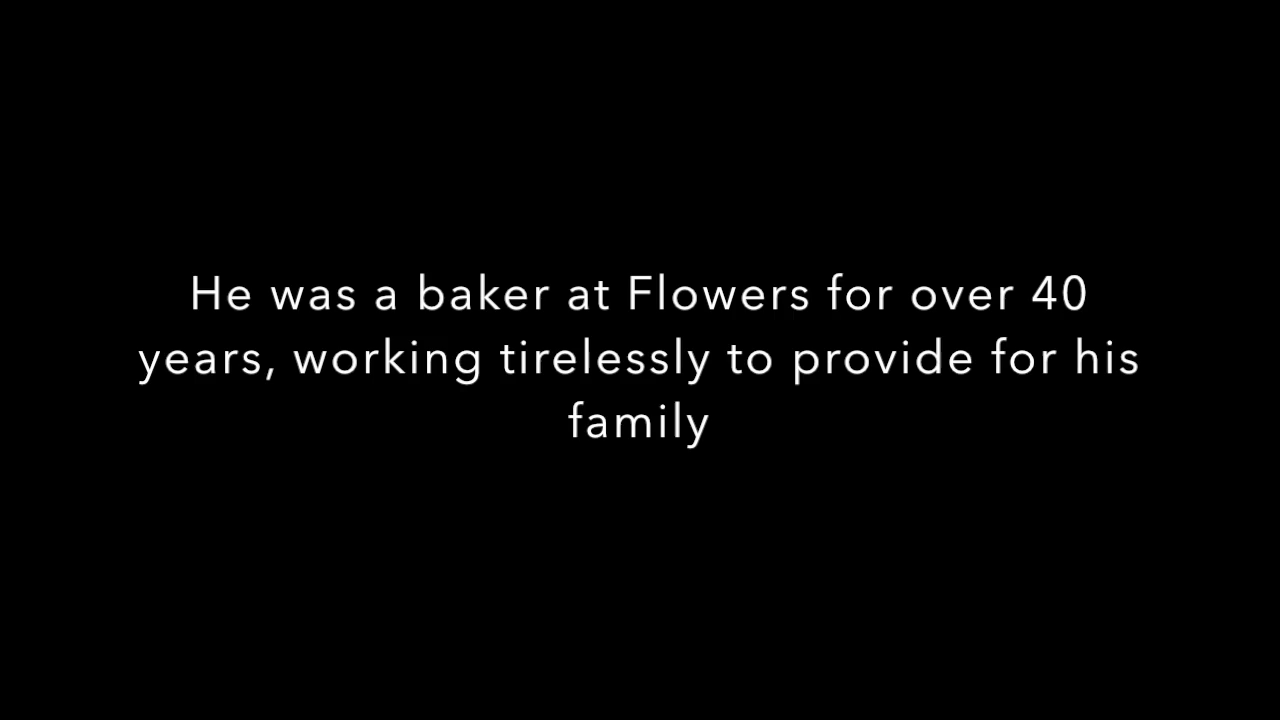 He was a baker at Flowers for over 40
years, working tirelessly to provide for his
family